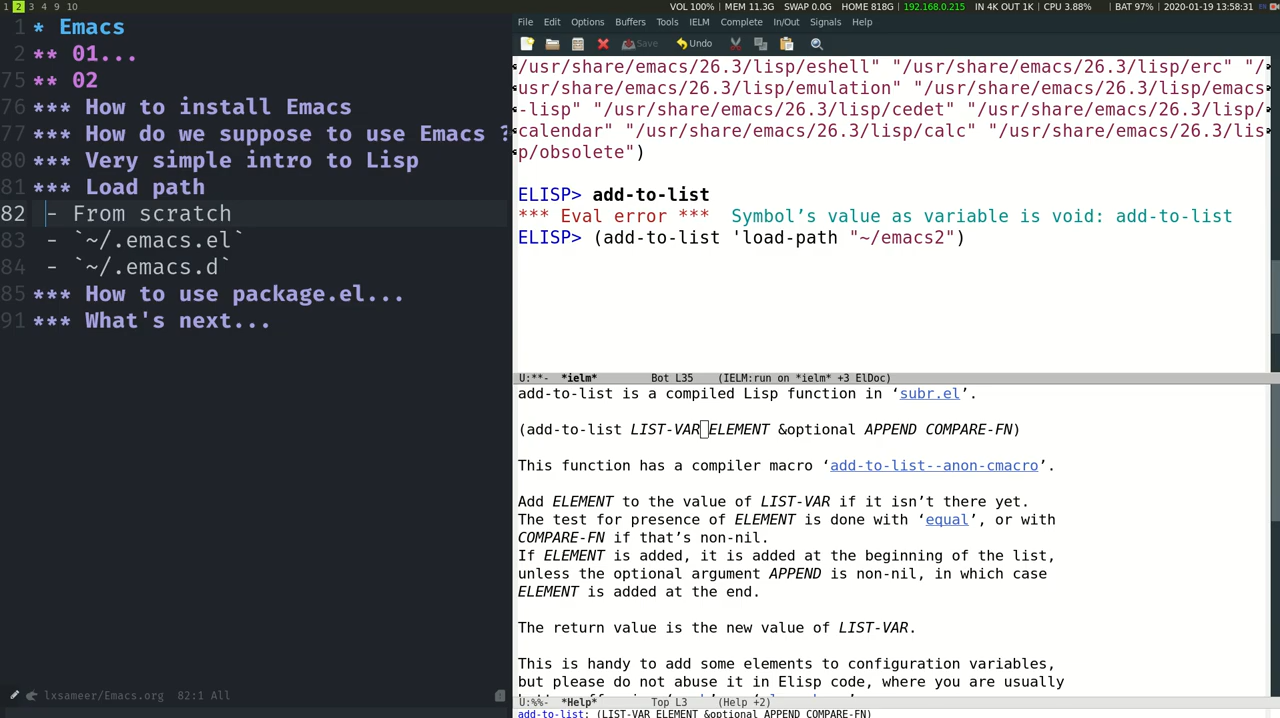 1 2 3 4 9 10
VOL 100% | MEM 11.3G SWAP 0.0G HOME 818G | 192.168.0.215 IN 4K OUT 1K | CPU 3.88% | BAT 97% | 2020-01-19 13:58:31 EN
1 * Emacs
2 ** 01...
75 ** 02
76 *** How to install Emacs
77 *** How do we suppose to use Emacs ?
80 *** Very simple intro to Lisp
81 *** Load path
82 - From scratch
83 - `~/.emacs.el`
84 - `~/.emacs.d`
85 *** How to use package.el...
91 *** What's next...
lxsameer/Emacs.org 82:1 All
File Edit Options Buffers Tools IELM Complete In/Out Signals Help
Save Undo
/usr/share/emacs/26.3/lisp/eshell" "/usr/share/emacs/26.3/lisp/erc" "/
usr/share/emacs/26.3/lisp/emulation" "/usr/share/emacs/26.3/lisp/emacs
-lisp" "/usr/share/emacs/26.3/lisp/cedet" "/usr/share/emacs/26.3/lisp/
calendar" "/usr/share/emacs/26.3/lisp/calc" "/usr/share/emacs/26.3/lis
p/obsolete")
ELISP> add-to-list
*** Eval error *** Symbol’s value as variable is void: add-to-list
ELISP> (add-to-list 'load-path "~/emacs2")
U:**- *ielm* Bot L35 (IELM:run on *ielm* +3 ElDoc)
add-to-list is a compiled Lisp function in ‘subr.el’.
(add-to-list LIST-VAR ELEMENT &optional APPEND COMPARE-FN)
This function has a compiler macro ‘add-to-list--anon-cmacro’.
Add ELEMENT to the value of LIST-VAR if it isn’t there yet.
The test for presence of ELEMENT is done with ‘equal’, or with
COMPARE-FN if that’s non-nil.
If ELEMENT is added, it is added at the beginning of the list,
unless the optional argument APPEND is non-nil, in which case
ELEMENT is added at the end.
The return value is the new value of LIST-VAR.
This is handy to add some elements to configuration variables,
but please do not abuse it in Elisp code, where you are usually
U:%%- *Help* Top L3 (Help +2)
add-to-list: (LIST-VAR ELEMENT &optional APPEND COMPARE-FN)